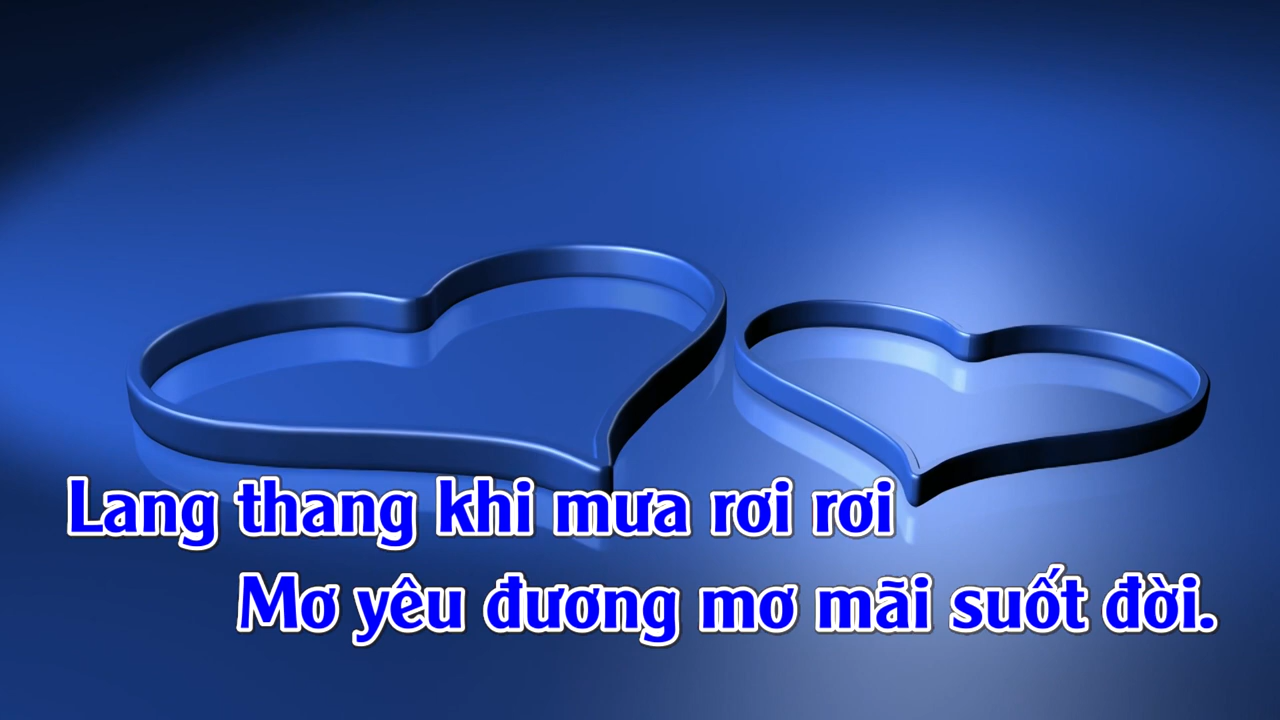 Lang thang khi mưa rơi rơi
Mơ yêu đương mơ mãi suốt đời.